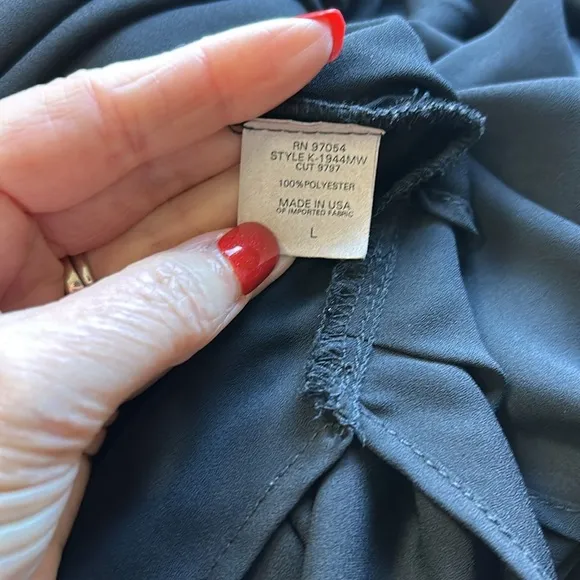 RN 97054
STYLE K-1944MW
CUT 9797
100% POLYESTER
MADE IN USA
OF IMPORTED FABRIC
L